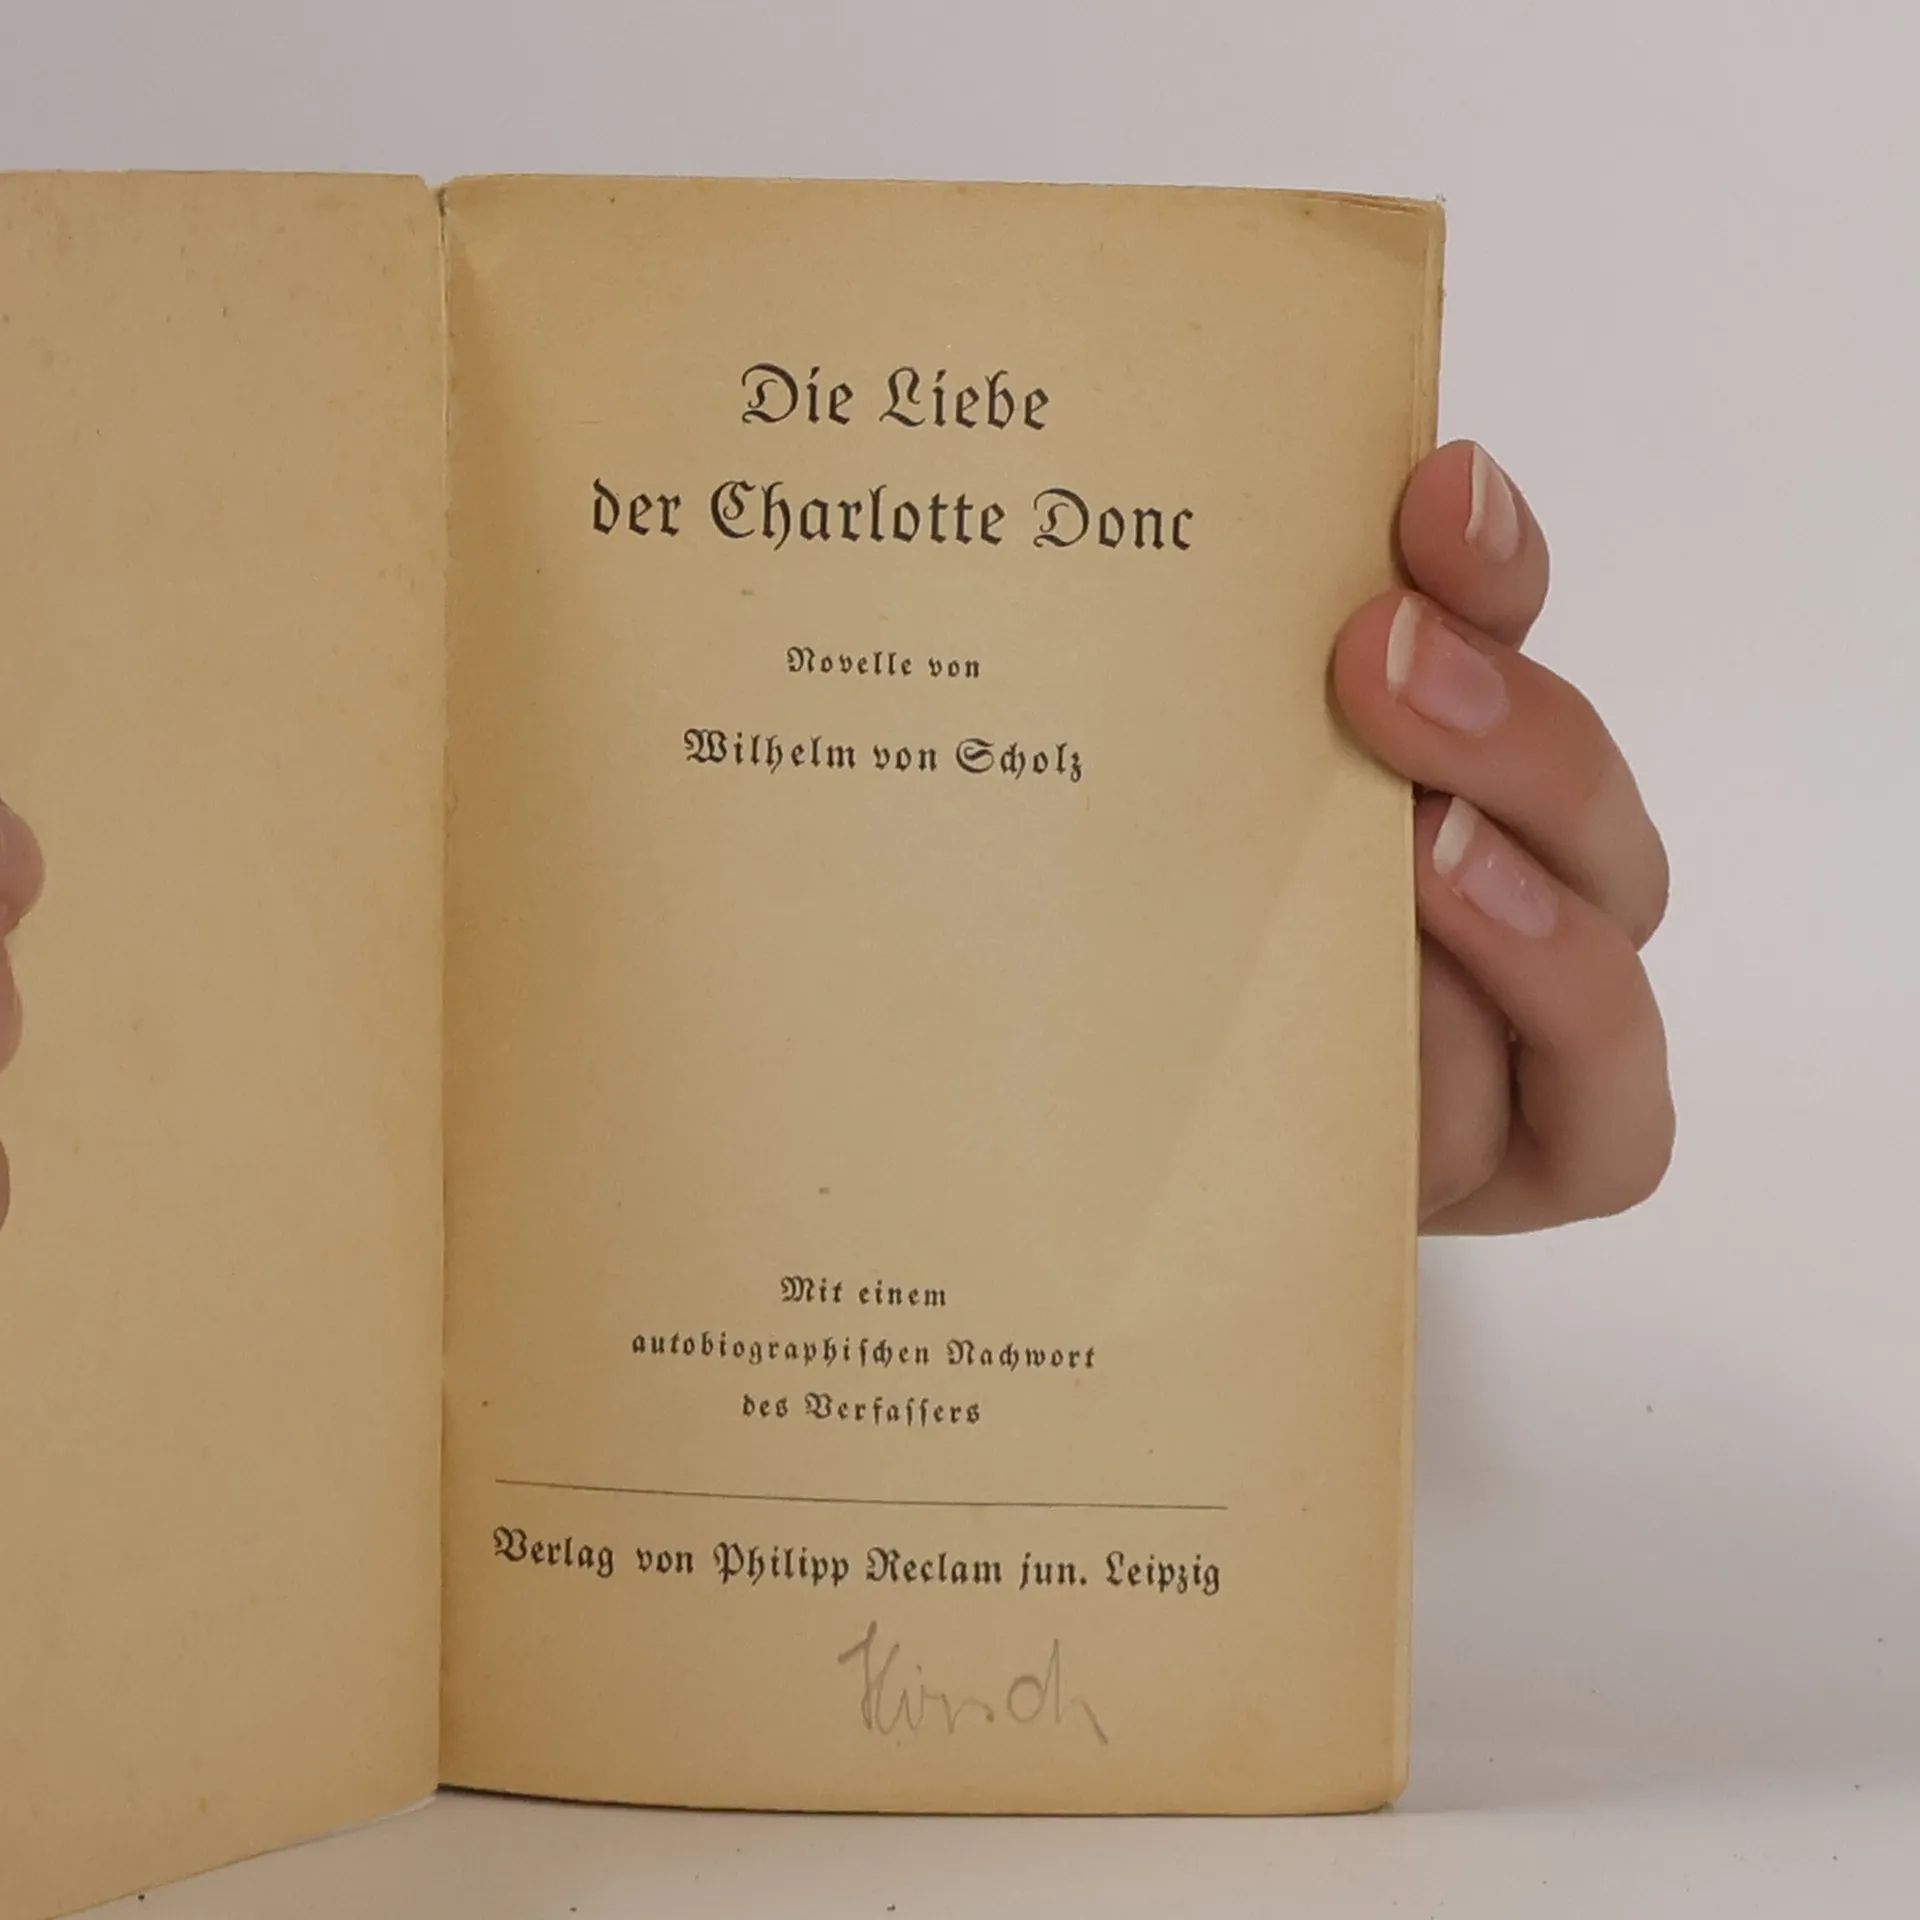 Die Liebe
der Charlotte Donc
Novelle von
Wilhelm von Scholz
Mit einem
autobiographiſchen Nachwort
des Verfaſſers
Verlag von Philipp Reclam jun. Leipzig